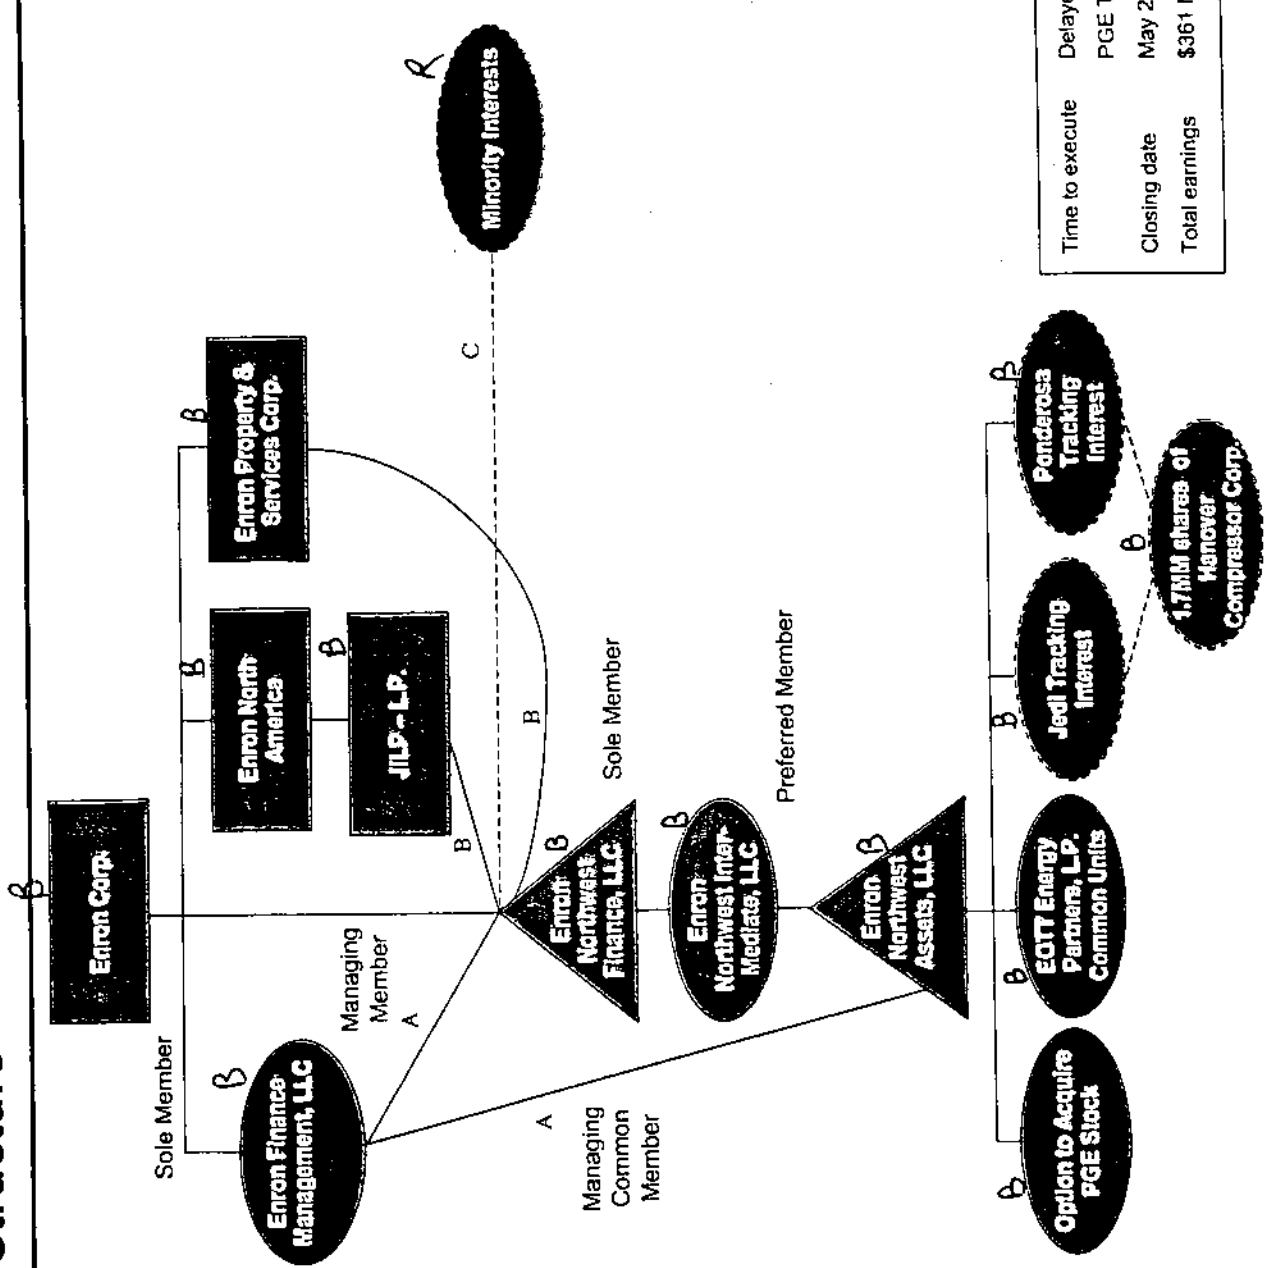 B
Enron Corp.
Sole Member
B
Enron Finance
Management, LLC
B
Enron North
America
B
Enron Property &
Services Corp.
B
JILP - L.P.
R
Minority Interests
Managing
Member
A
B
B
C
B
Enron
Northwest
Finance, LLC
Sole Member
B
Enron
Northwest Inter-
Mediate, LLC
Preferred Member
A
Managing
Common
Member
B
Enron
Northwest
Assets, LLC
B
Option to Acquire
PGE Stock
B
EOTT Energy
Partners, L.P.
Common Units
B
Jedi Tracking
Interest
B
Ponderosa
Tracking
Interest
B
1.7MM shares of
Hanover
Compressor Corp.
Time to execute Delaye
PGE T
Closing date May 2
Total earnings $361